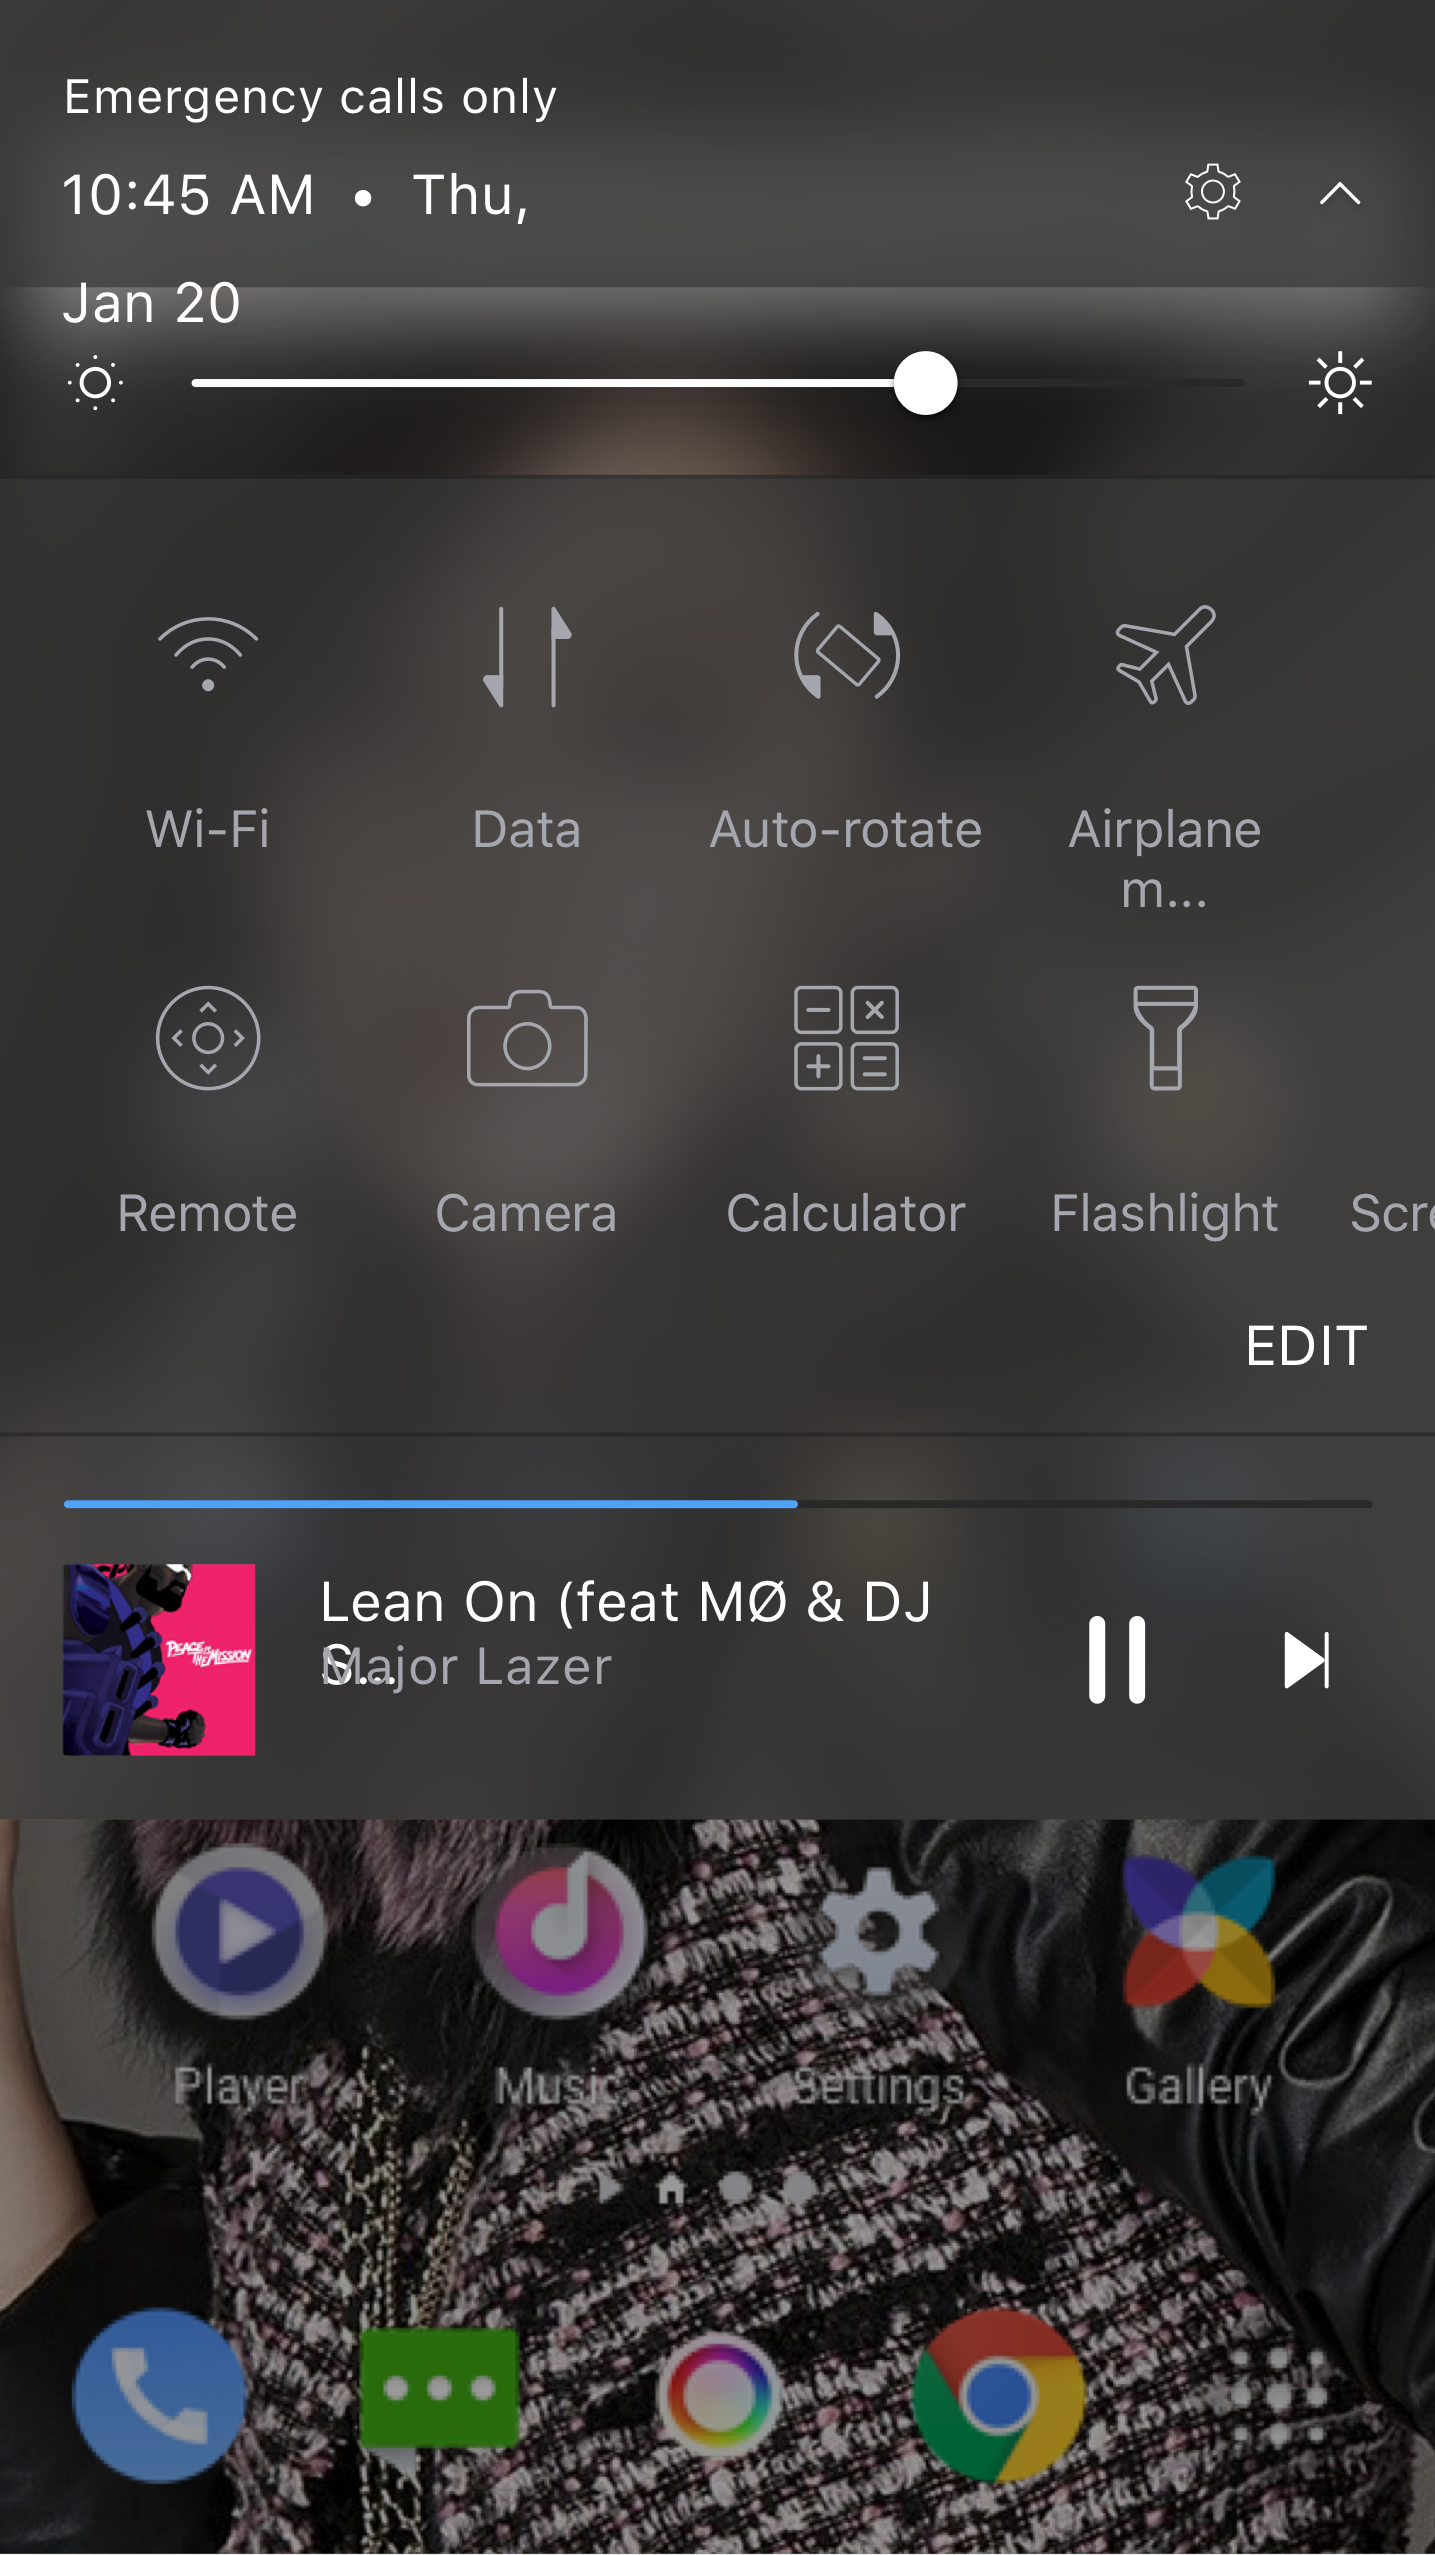 Emergency calls only
10:45 AM • Thu,
Jan 20
Wi-Fi
Data
Auto-rotate
Airplane
m...
Remote
Camera
Calculator
Flashlight
Scre
EDIT
Lean On (feat MØ & DJ
S...
Major Lazer
PEACE IS
THE MISSION
Player
Music
Settings
Gallery